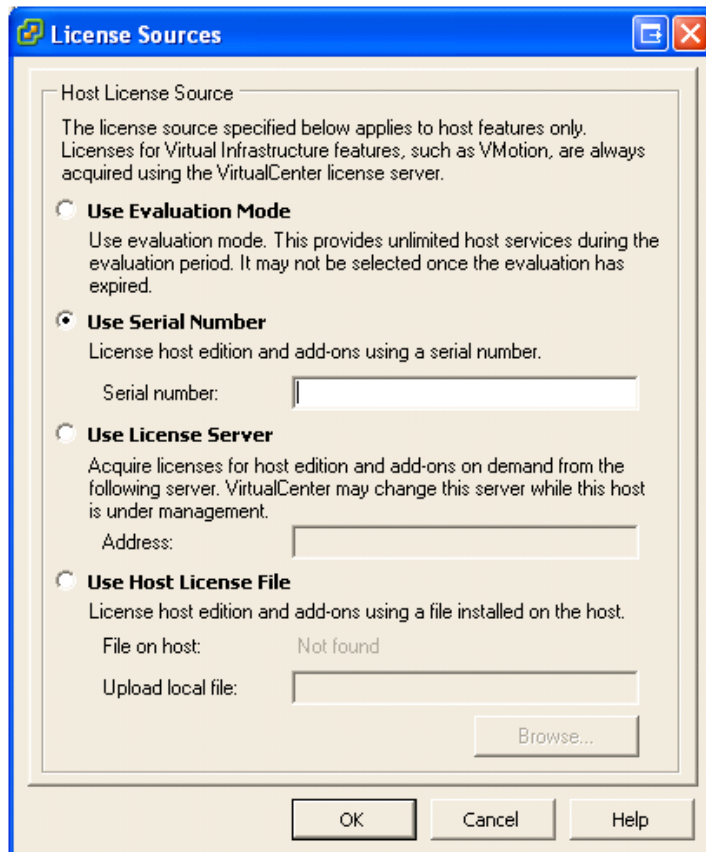 License Sources
Host License Source
The license source specified below applies to host features only.
Licenses for Virtual Infrastructure features, such as VMotion, are always
acquired using the VirtualCenter license server.
Use Evaluation Mode
Use evaluation mode. This provides unlimited host services during the
evaluation period. It may not be selected once the evaluation has
expired.
Use Serial Number
License host edition and add-ons using a serial number.
Serial number:
Use License Server
Acquire licenses for host edition and add-ons on demand from the
following server. VirtualCenter may change this server while this host
is under management.
Address:
Use Host License File
License host edition and add-ons using a file installed on the host.
File on host: Not found
Upload local file:
Browse...
OK Cancel Help